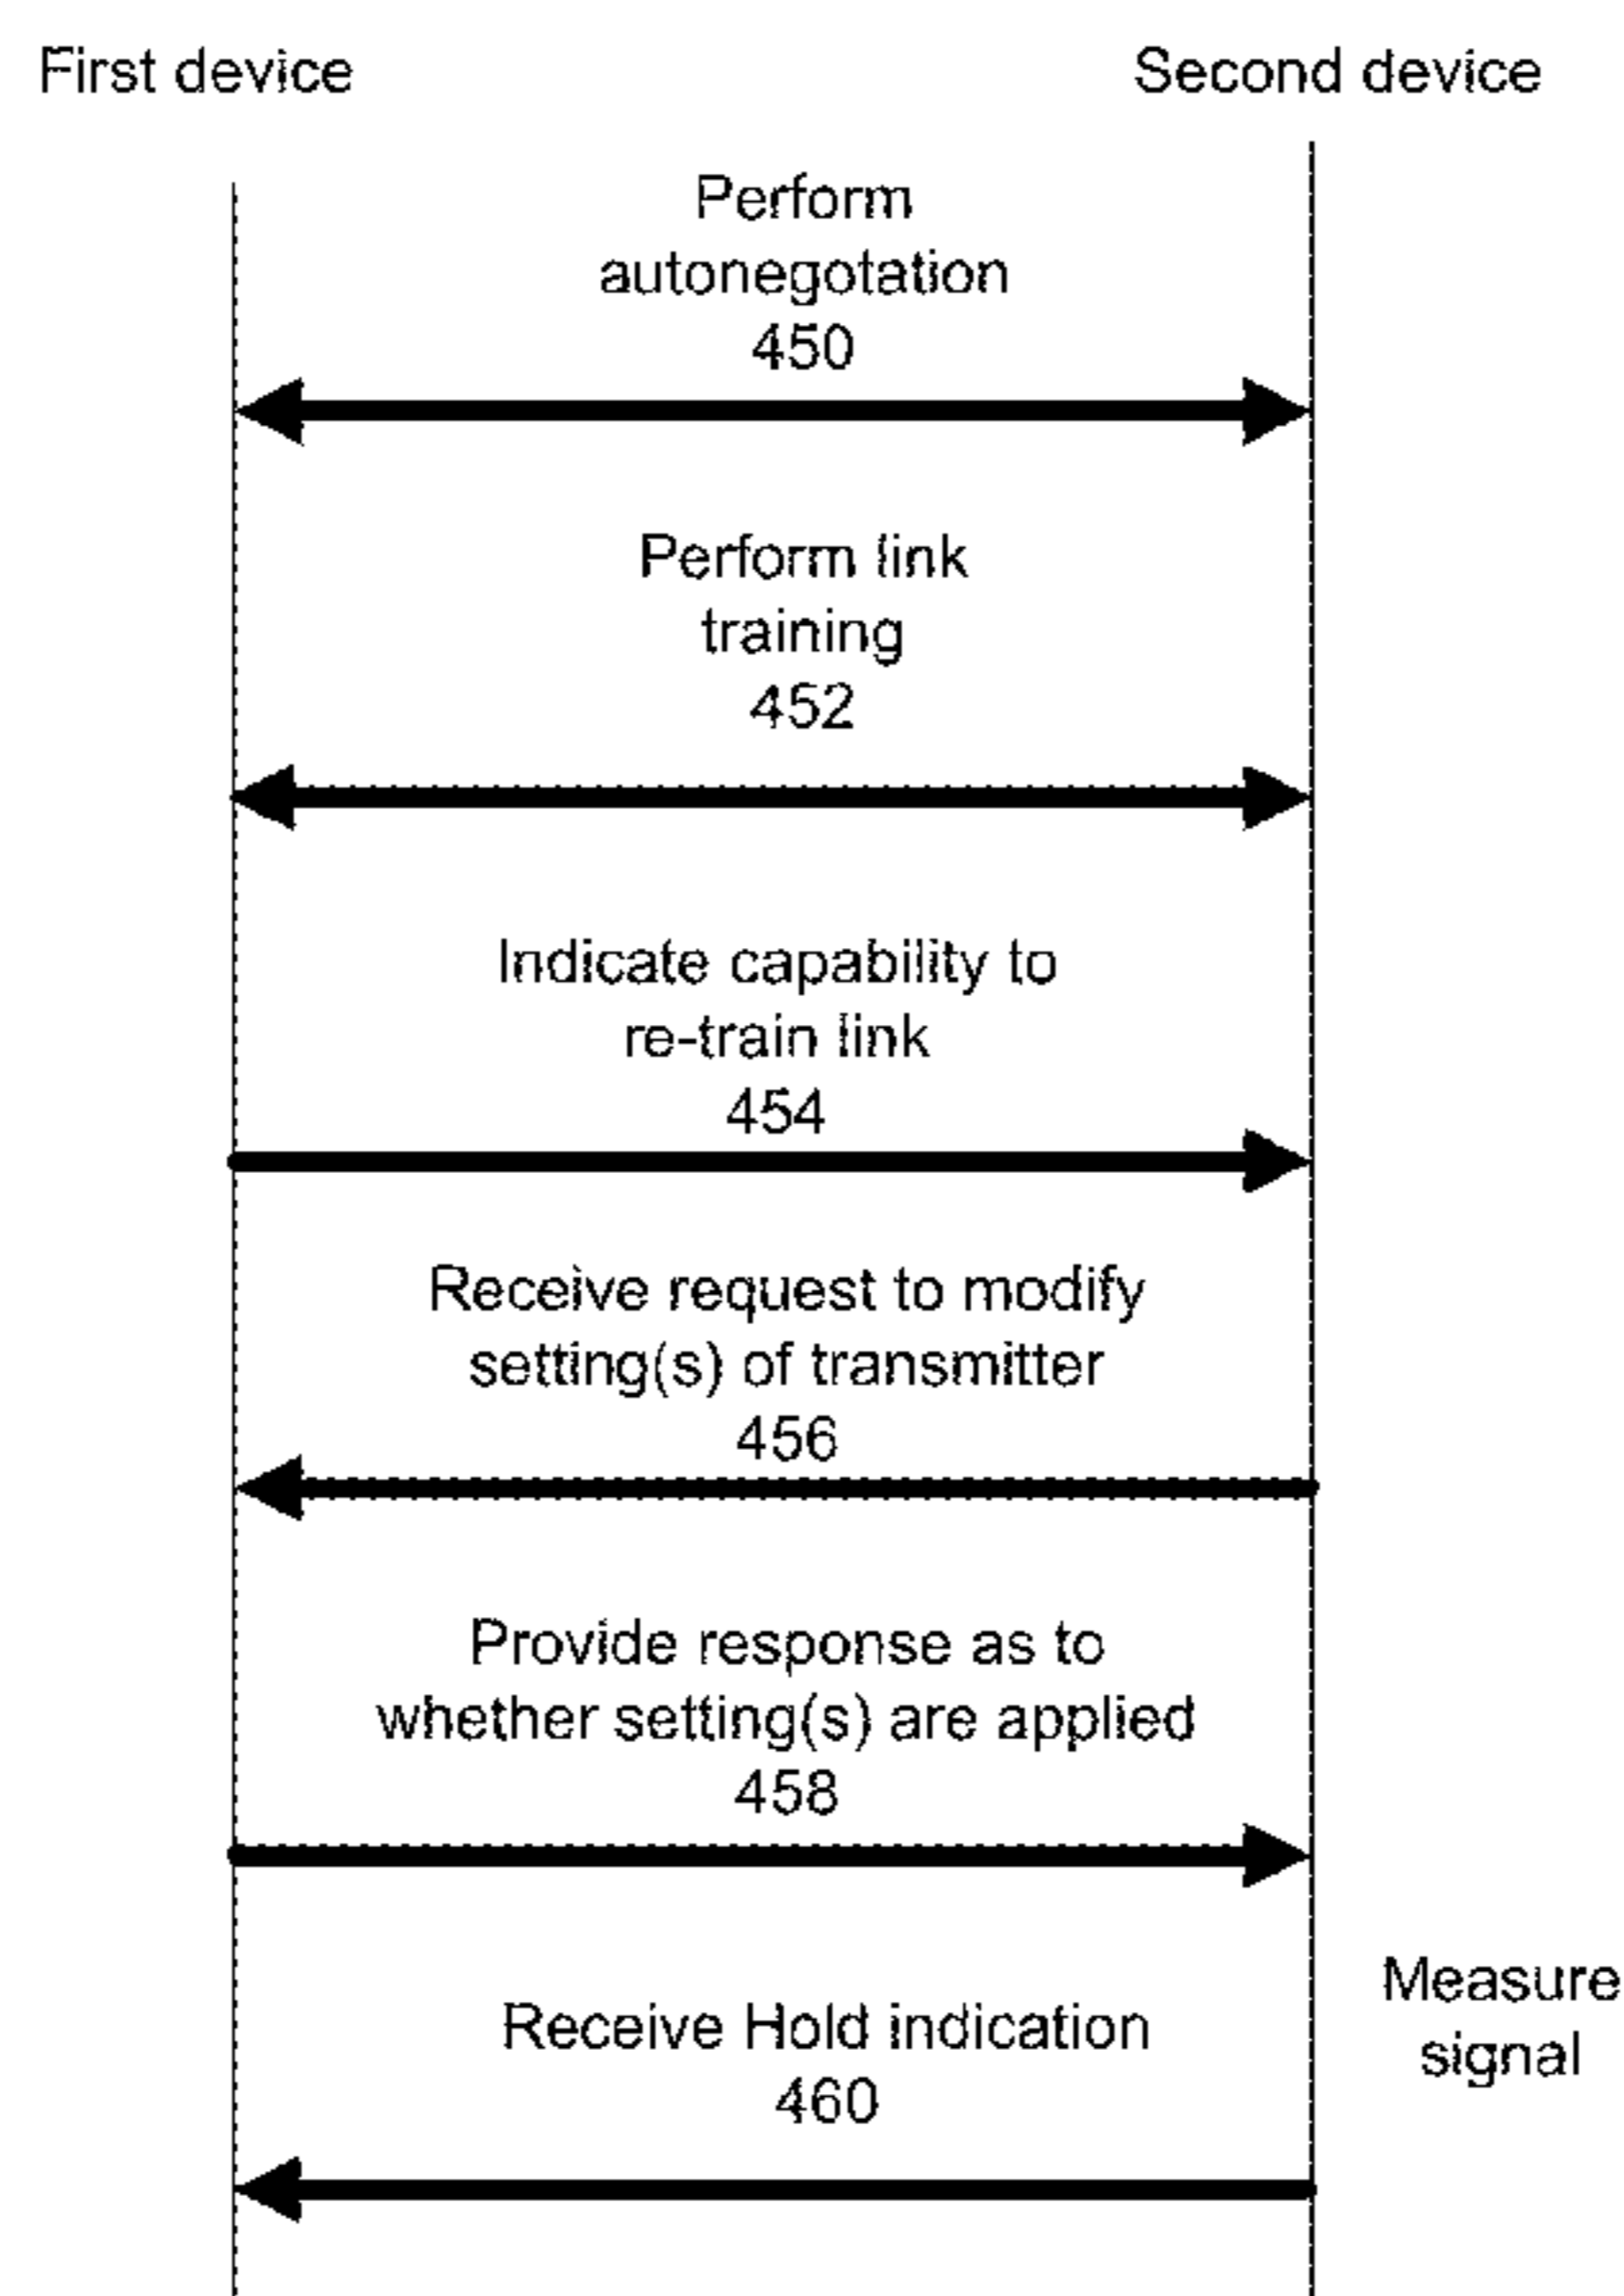 First device
Second device
Perform
autonegotation
450
Perform link
training
452
Indicate capability to
re-train link
454
Receive request to modify
setting(s) of transmitter
456
Provide response as to
whether setting(s) are applied
458
Measure
signal
Receive Hold indication
460